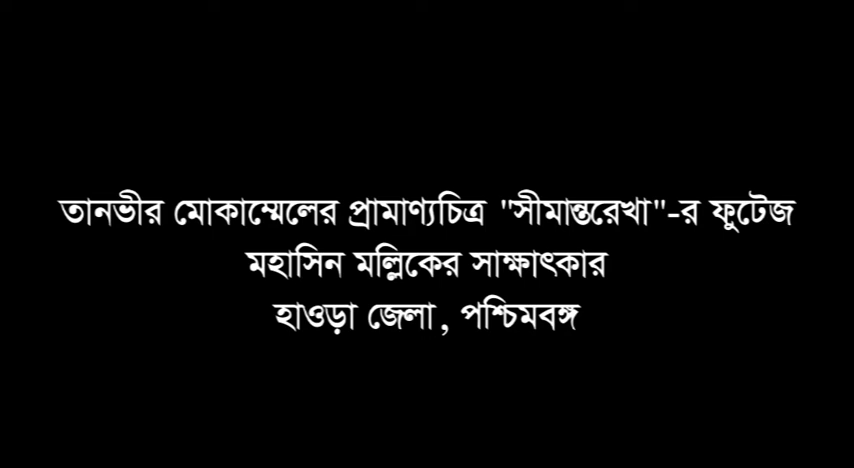 তানভীর মোকাম্মেলের প্রামাণ্যচিত্র "সীমান্তরেখা"-র ফুটেজ
মহাসিন মল্লিকের সাক্ষাৎকার
হাওড়া জেলা, পশ্চিমবঙ্গ